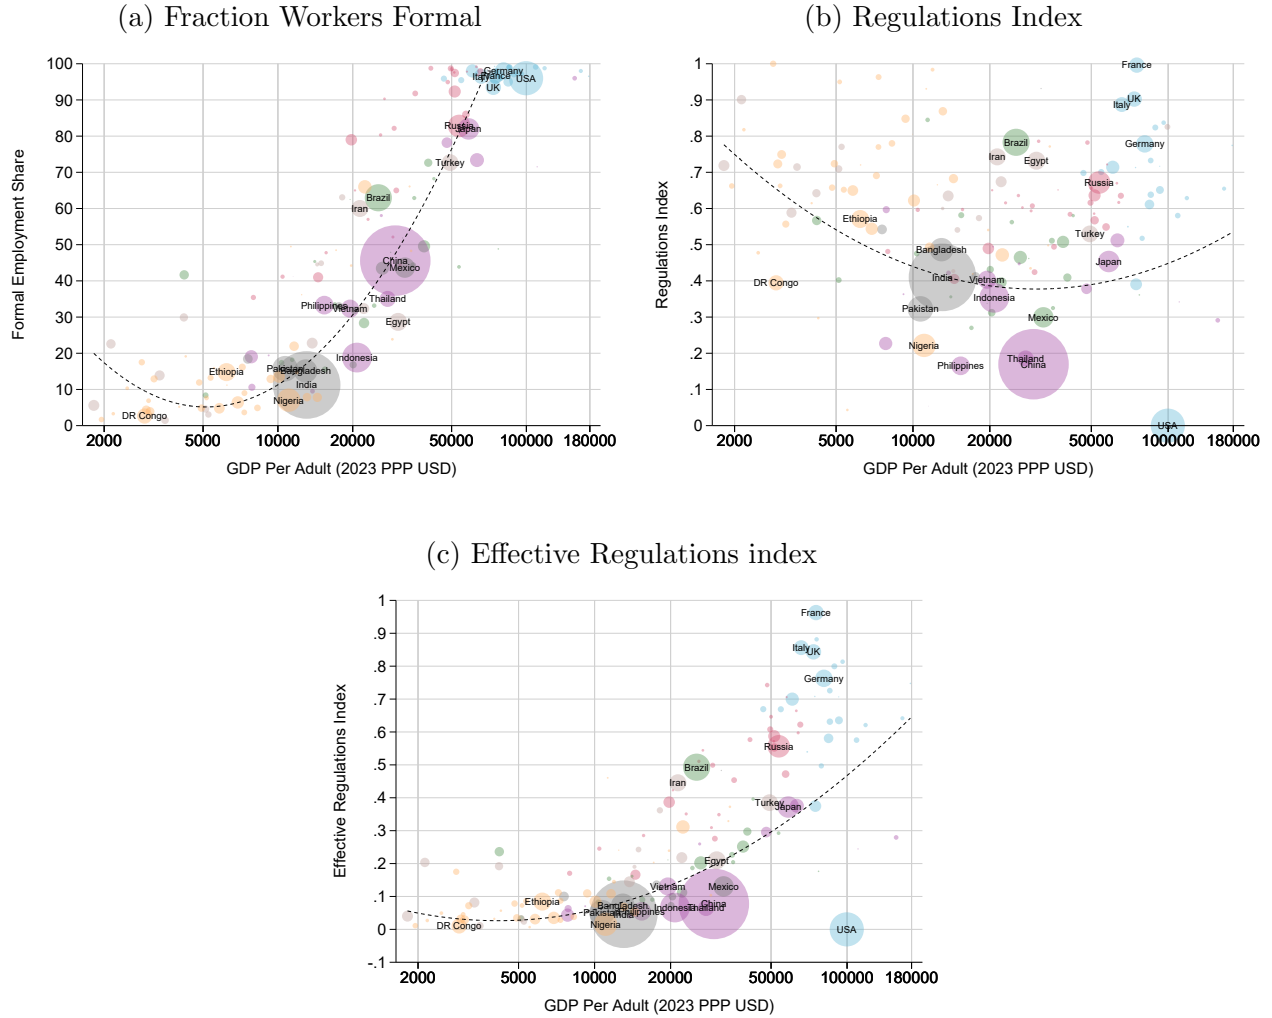 (a) Fraction Workers Formal
Formal Employment Share
100
90
80
70
60
50
40
30
20
10
0
Germany
Italy
France
USA
UK
Russia
Japan
Turkey
Brazil
Iran
China
Mexico
Thailand
Philippines
Vietnam
Egypt
Indonesia
Ethiopia
Pakistan
Bangladesh
India
Nigeria
DR Congo
2000
5000
10000
20000
50000
100000
180000
GDP Per Adult (2023 PPP USD)
(b) Regulations Index
Regulations Index
1
.9
.8
.7
.6
.5
.4
.3
.2
.1
0
France
UK
Italy
Brazil
Germany
Iran
Egypt
Russia
Ethiopia
Turkey
Bangladesh
Japan
DR Congo
India
Vietnam
Indonesia
Pakistan
Mexico
Nigeria
Thailand
Philippines
China
USA
2000
5000
10000
20000
50000
100000
180000
GDP Per Adult (2023 PPP USD)
(c) Effective Regulations index
Effective Regulations Index
1
.9
.8
.7
.6
.5
.4
.3
.2
.1
0
-.1
France
Italy
UK
Germany
Russia
Brazil
Iran
Turkey
Japan
Egypt
Vietnam
Mexico
Ethiopia
Bangladesh
Indonesia
Thailand
China
Pakistan
Philippines
India
Nigeria
DR Congo
USA
2000
5000
10000
20000
50000
100000
180000
GDP Per Adult (2023 PPP USD)